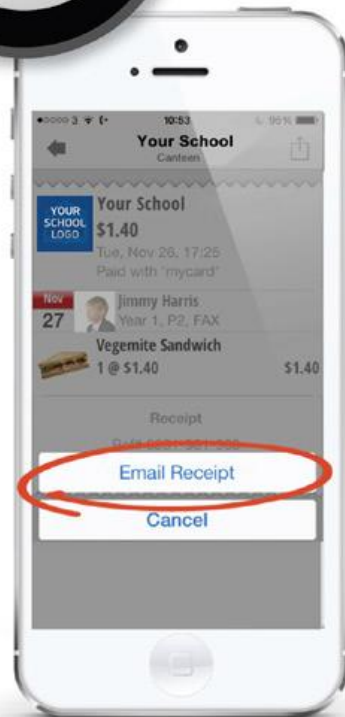 3
10:53
95%
Your School
Canteen
YOUR
SCHOOL
LOGO
Your School
$1.40
Tue, Nov 26, 17:25
Paid with "mycard"
Nov
27
Jimmy Harris
Year 1, P2, FAX
Vegemite Sandwich
1 @ $1.40
$1.40
Receipt
Email Receipt
Cancel